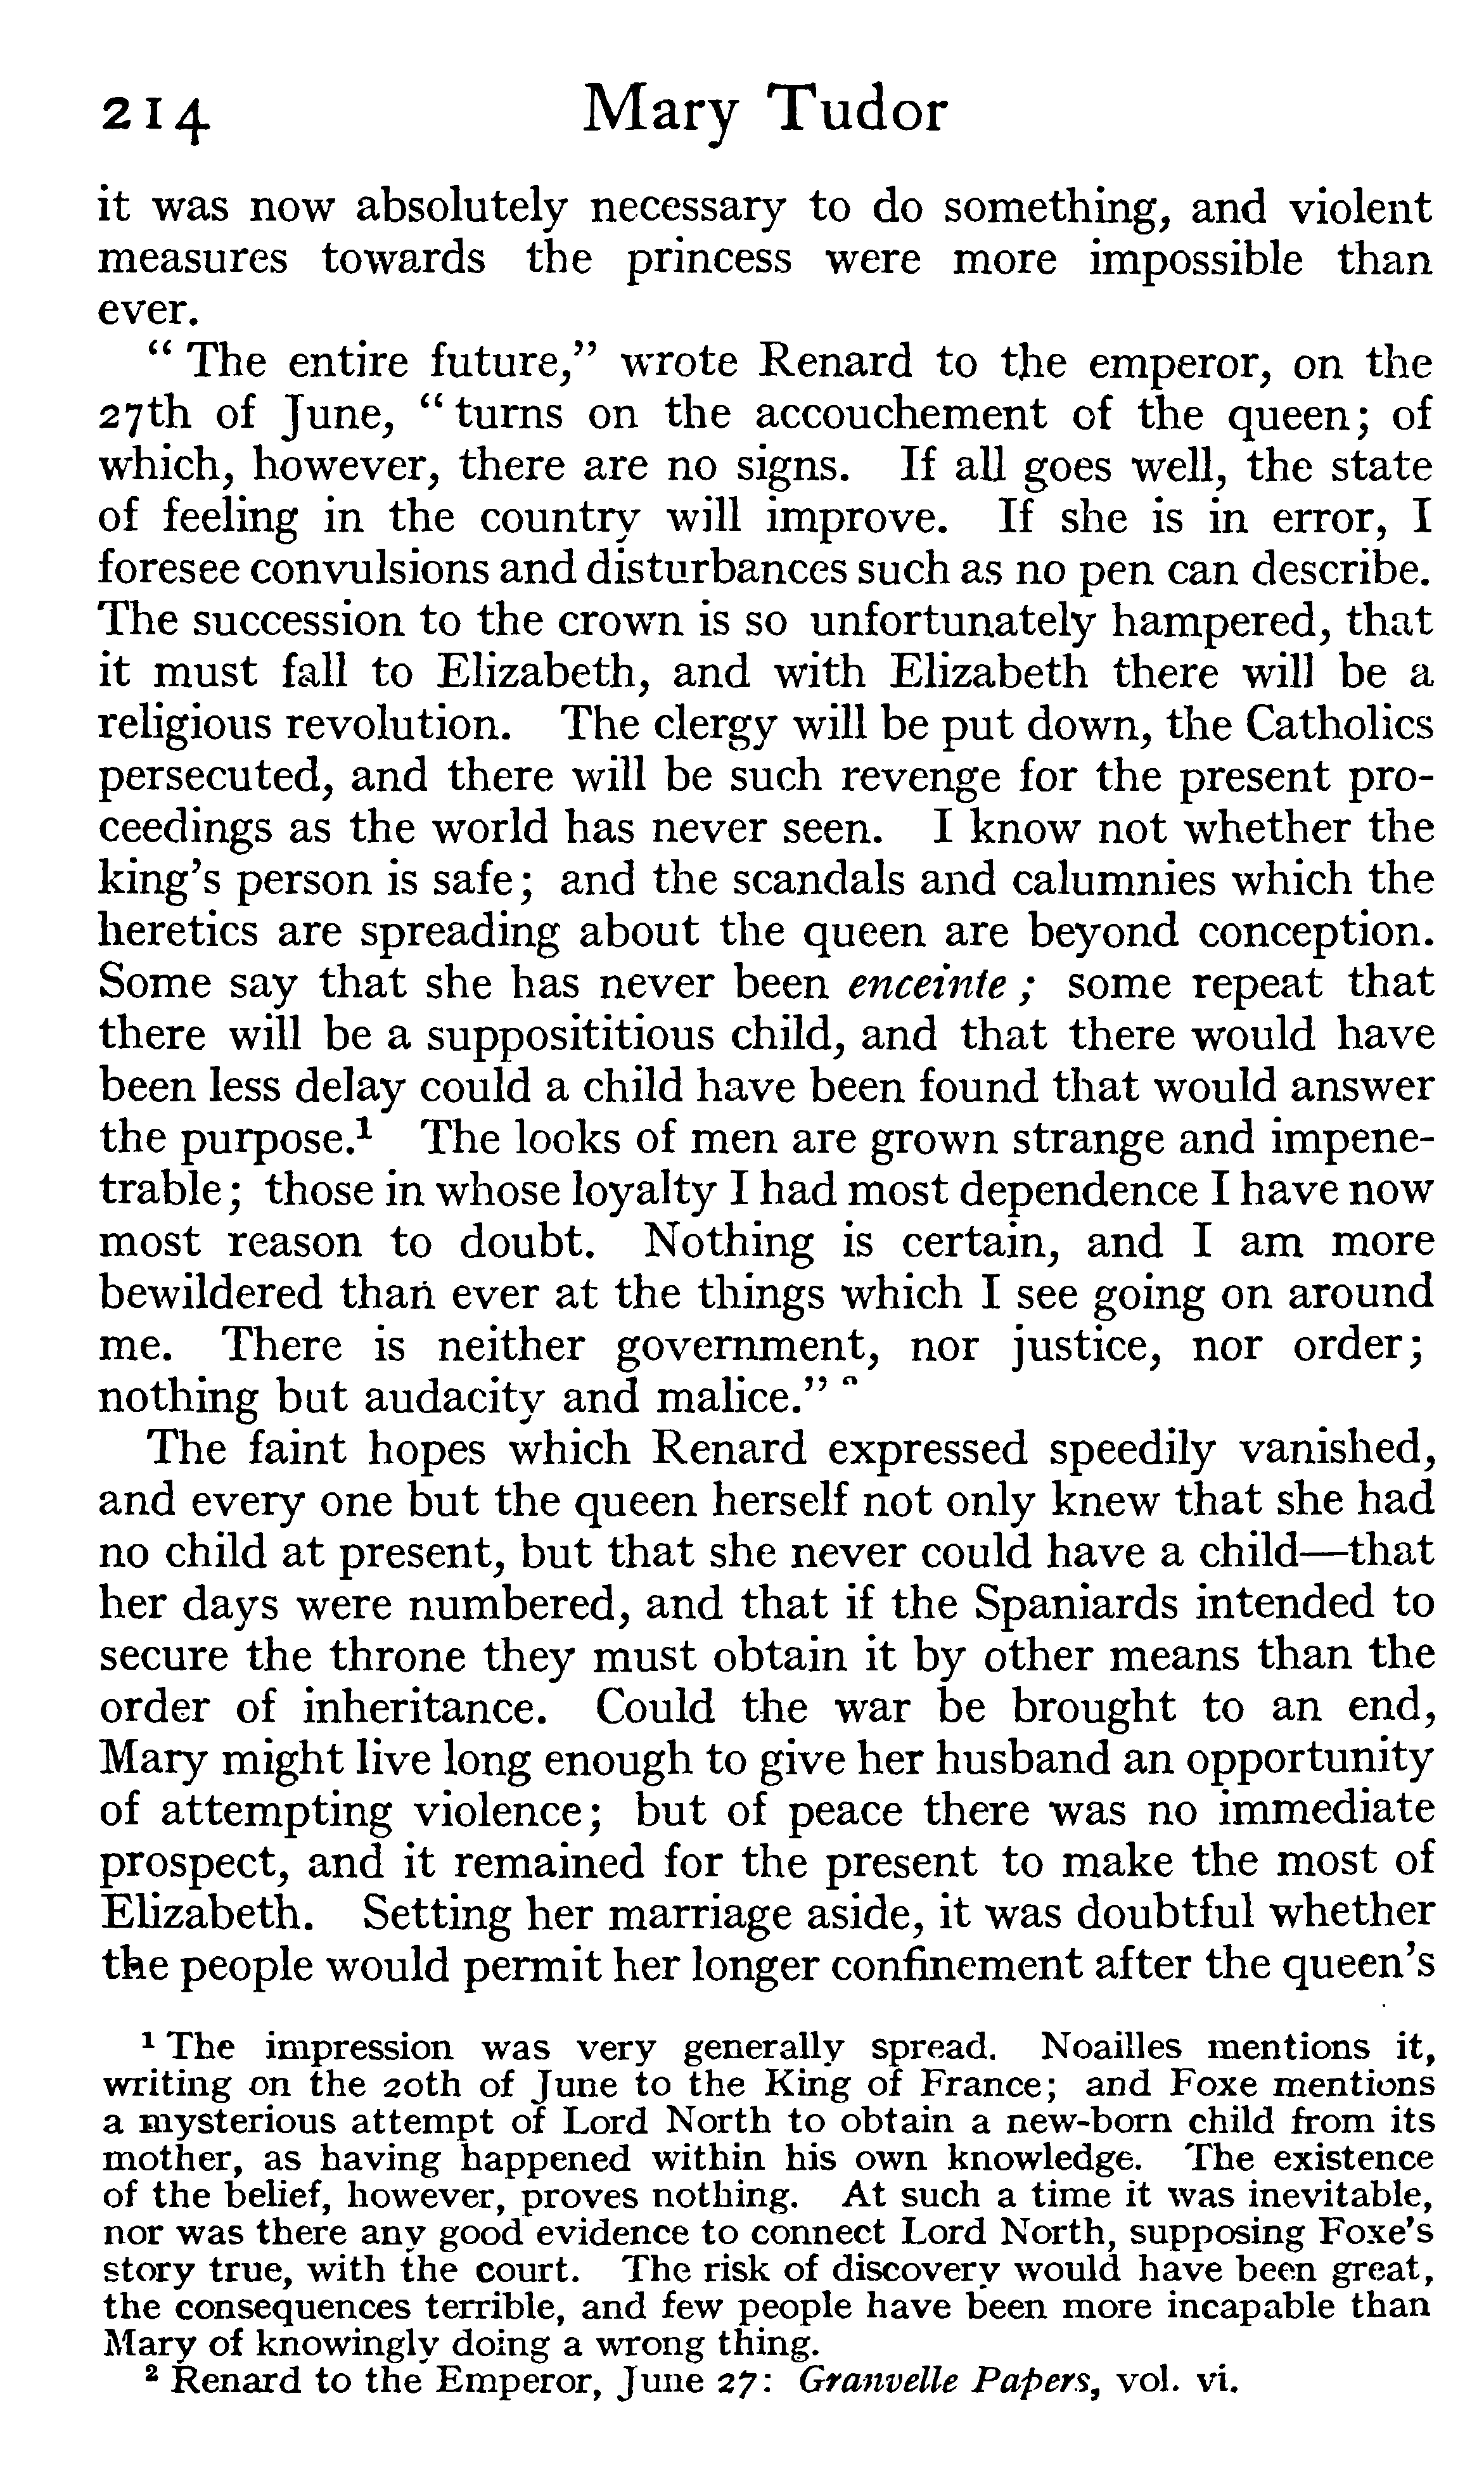 214 Mary Tudor
it was now absolutely necessary to do something, and violent
measures towards the princess were more impossible than
ever.
“ The entire future,” wrote Renard to the emperor, on the
27th of June, “ turns on the accouchement of the queen; of
which, however, there are no signs. If all goes well, the state
of feeling in the country will improve. If she is in error, I
foresee convulsions and disturbances such as no pen can describe.
The succession to the crown is so unfortunately hampered, that
it must fall to Elizabeth, and with Elizabeth there will be a
religious revolution. The clergy will be put down, the Catholics
persecuted, and there will be such revenge for the present pro-
ceedings as the world has never seen. I know not whether the
king’s person is safe; and the scandals and calumnies which the
heretics are spreading about the queen are beyond conception.
Some say that she has never been enceinte ; some repeat that
there will be a supposititious child, and that there would have
been less delay could a child have been found that would answer
the purpose.¹ The looks of men are grown strange and impene-
trable; those in whose loyalty I had most dependence I have now
most reason to doubt. Nothing is certain, and I am more
bewildered than ever at the things which I see going on around
me. There is neither government, nor justice, nor order;
nothing but audacity and malice.” ²
The faint hopes which Renard expressed speedily vanished,
and every one but the queen herself not only knew that she had
no child at present, but that she never could have a child—that
her days were numbered, and that if the Spaniards intended to
secure the throne they must obtain it by other means than the
order of inheritance. Could the war be brought to an end,
Mary might live long enough to give her husband an opportunity
of attempting violence; but of peace there was no immediate
prospect, and it remained for the present to make the most of
Elizabeth. Setting her marriage aside, it was doubtful whether
the people would permit her longer confinement after the queen’s
¹ The impression was very generally spread. Noailles mentions it,
writing on the 20th of June to the King of France; and Foxe mentions
a mysterious attempt of Lord North to obtain a new-born child from its
mother, as having happened within his own knowledge. The existence
of the belief, however, proves nothing. At such a time it was inevitable,
nor was there any good evidence to connect Lord North, supposing Foxe’s
story true, with the court. The risk of discovery would have been great,
the consequences terrible, and few people have been more incapable than
Mary of knowingly doing a wrong thing.
² Renard to the Emperor, June 27: Granvelle Papers, vol. vi.